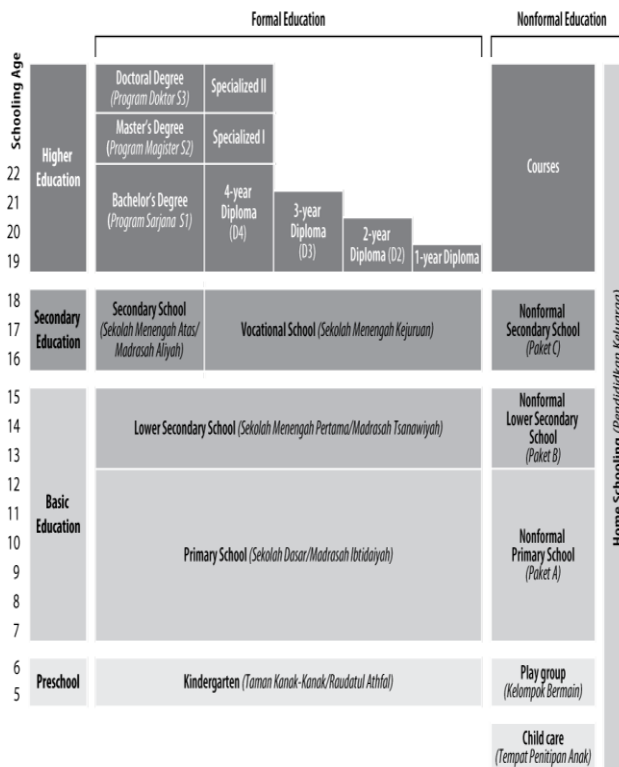 Formal Education
Nonformal Education
Schooling Age
Higher
Education
Doctoral Degree
(Program Doktor S3)
Specialized II
Master's Degree
(Program Magister S2)
Specialized I
Bachelor's Degree
(Program Sarjana S1)
4-year
Diploma
(D4)
3-year
Diploma
(D3)
2-year
Diploma (D2)
1-year Diploma
Courses
22
21
20
19
18
17
16
Secondary
Education
Secondary School
(Sekolah Menengah Atas/
Madrasah Aliyah)
Vocational School (Sekolah Menengah Kejuruan)
Nonformal
Secondary School
(Paket C)
15
14
13
12
11
10
9
8
7
Basic
Education
Lower Secondary School (Sekolah Menengah Pertama/Madrasah Tsanawiyah)
Nonformal
Lower Secondary
School
(Paket B)
Primary School (Sekolah Dasar/Madrasah Ibtidaiyah)
Nonformal
Primary School
(Paket A)
6
5
Preschool
Kindergarten (Taman Kanak-Kanak/Raudatul Athfal)
Play group
(Kelompok Bermain)
Child care
(Tempat Penitipan Anak)
Home Schooling (Pendididkan Keluarga)